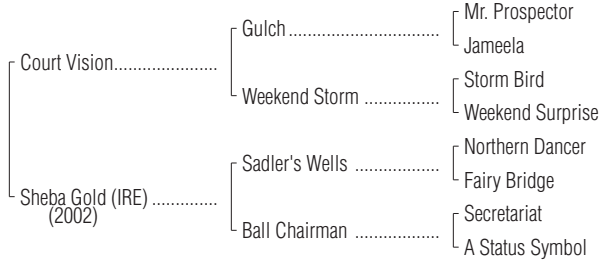 Mr. Prospector
Gulch
Jameela
Court Vision
Storm Bird
Weekend Storm
Weekend Surprise
Northern Dancer
Sadler's Wells
Fairy Bridge
Sheba Gold (IRE)
(2002)
Secretariat
Ball Chairman
A Status Symbol